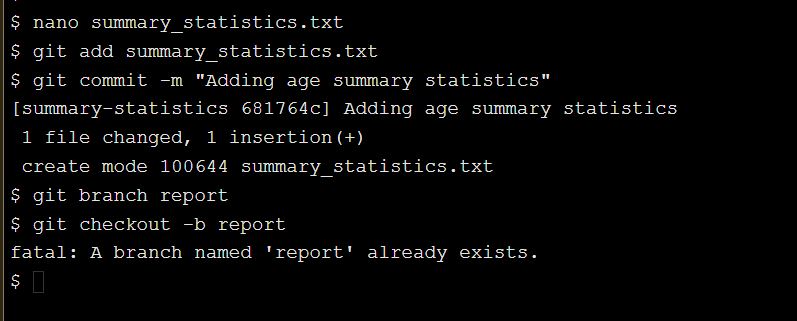 $ nano summary_statistics.txt
$ git add summary_statistics.txt
$ git commit -m "Adding age summary statistics"
[summary-statistics 681764c] Adding age summary statistics
 1 file changed, 1 insertion(+)
 create mode 100644 summary_statistics.txt
$ git branch report
$ git checkout -b report
fatal: A branch named 'report' already exists.
$